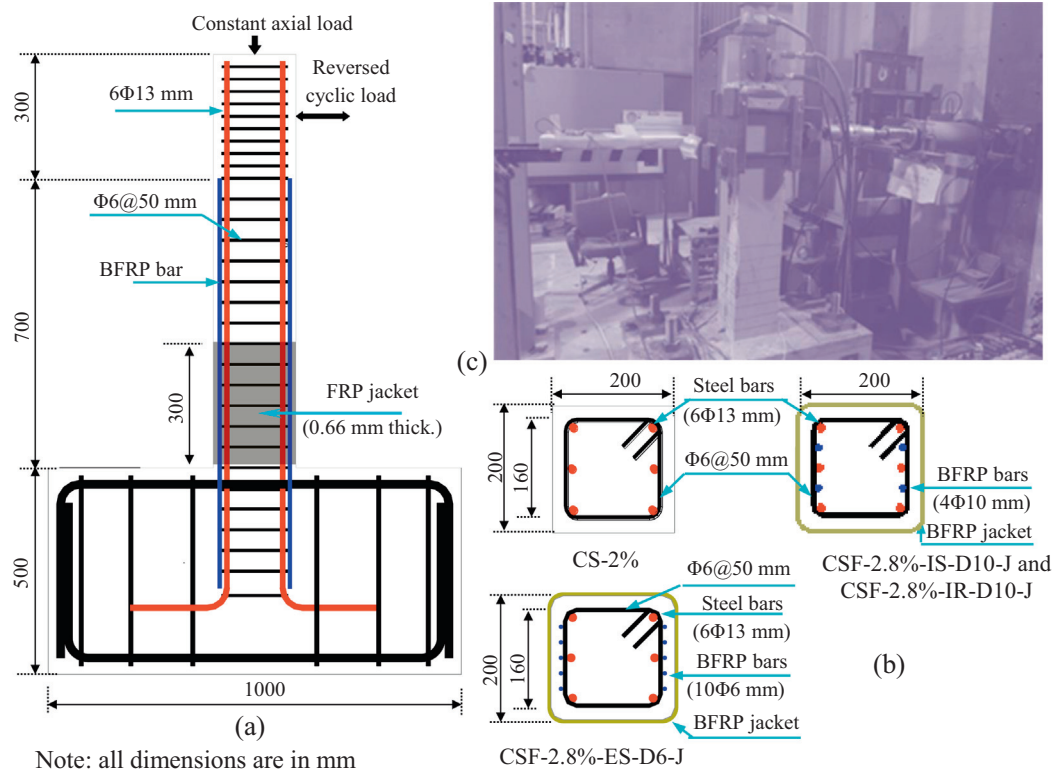 Constant axial load
Reversed
cyclic load
300
6Φ13 mm
Φ6@50 mm
BFRP bar
700
300
FRP jacket
(0.66 mm thick.)
500
1000
(a)
Note: all dimensions are in mm
(c)
200
Steel bars
(6Φ13 mm)
200
200
160
Φ6@50 mm
BFRP bars
(4Φ10 mm)
BFRP jacket
CS-2%
CSF-2.8%-IS-D10-J and
CSF-2.8%-IR-D10-J
Φ6@50 mm
Steel bars
(6Φ13 mm)
200
160
BFRP bars
(10Φ6 mm)
(b)
BFRP jacket
CSF-2.8%-ES-D6-J